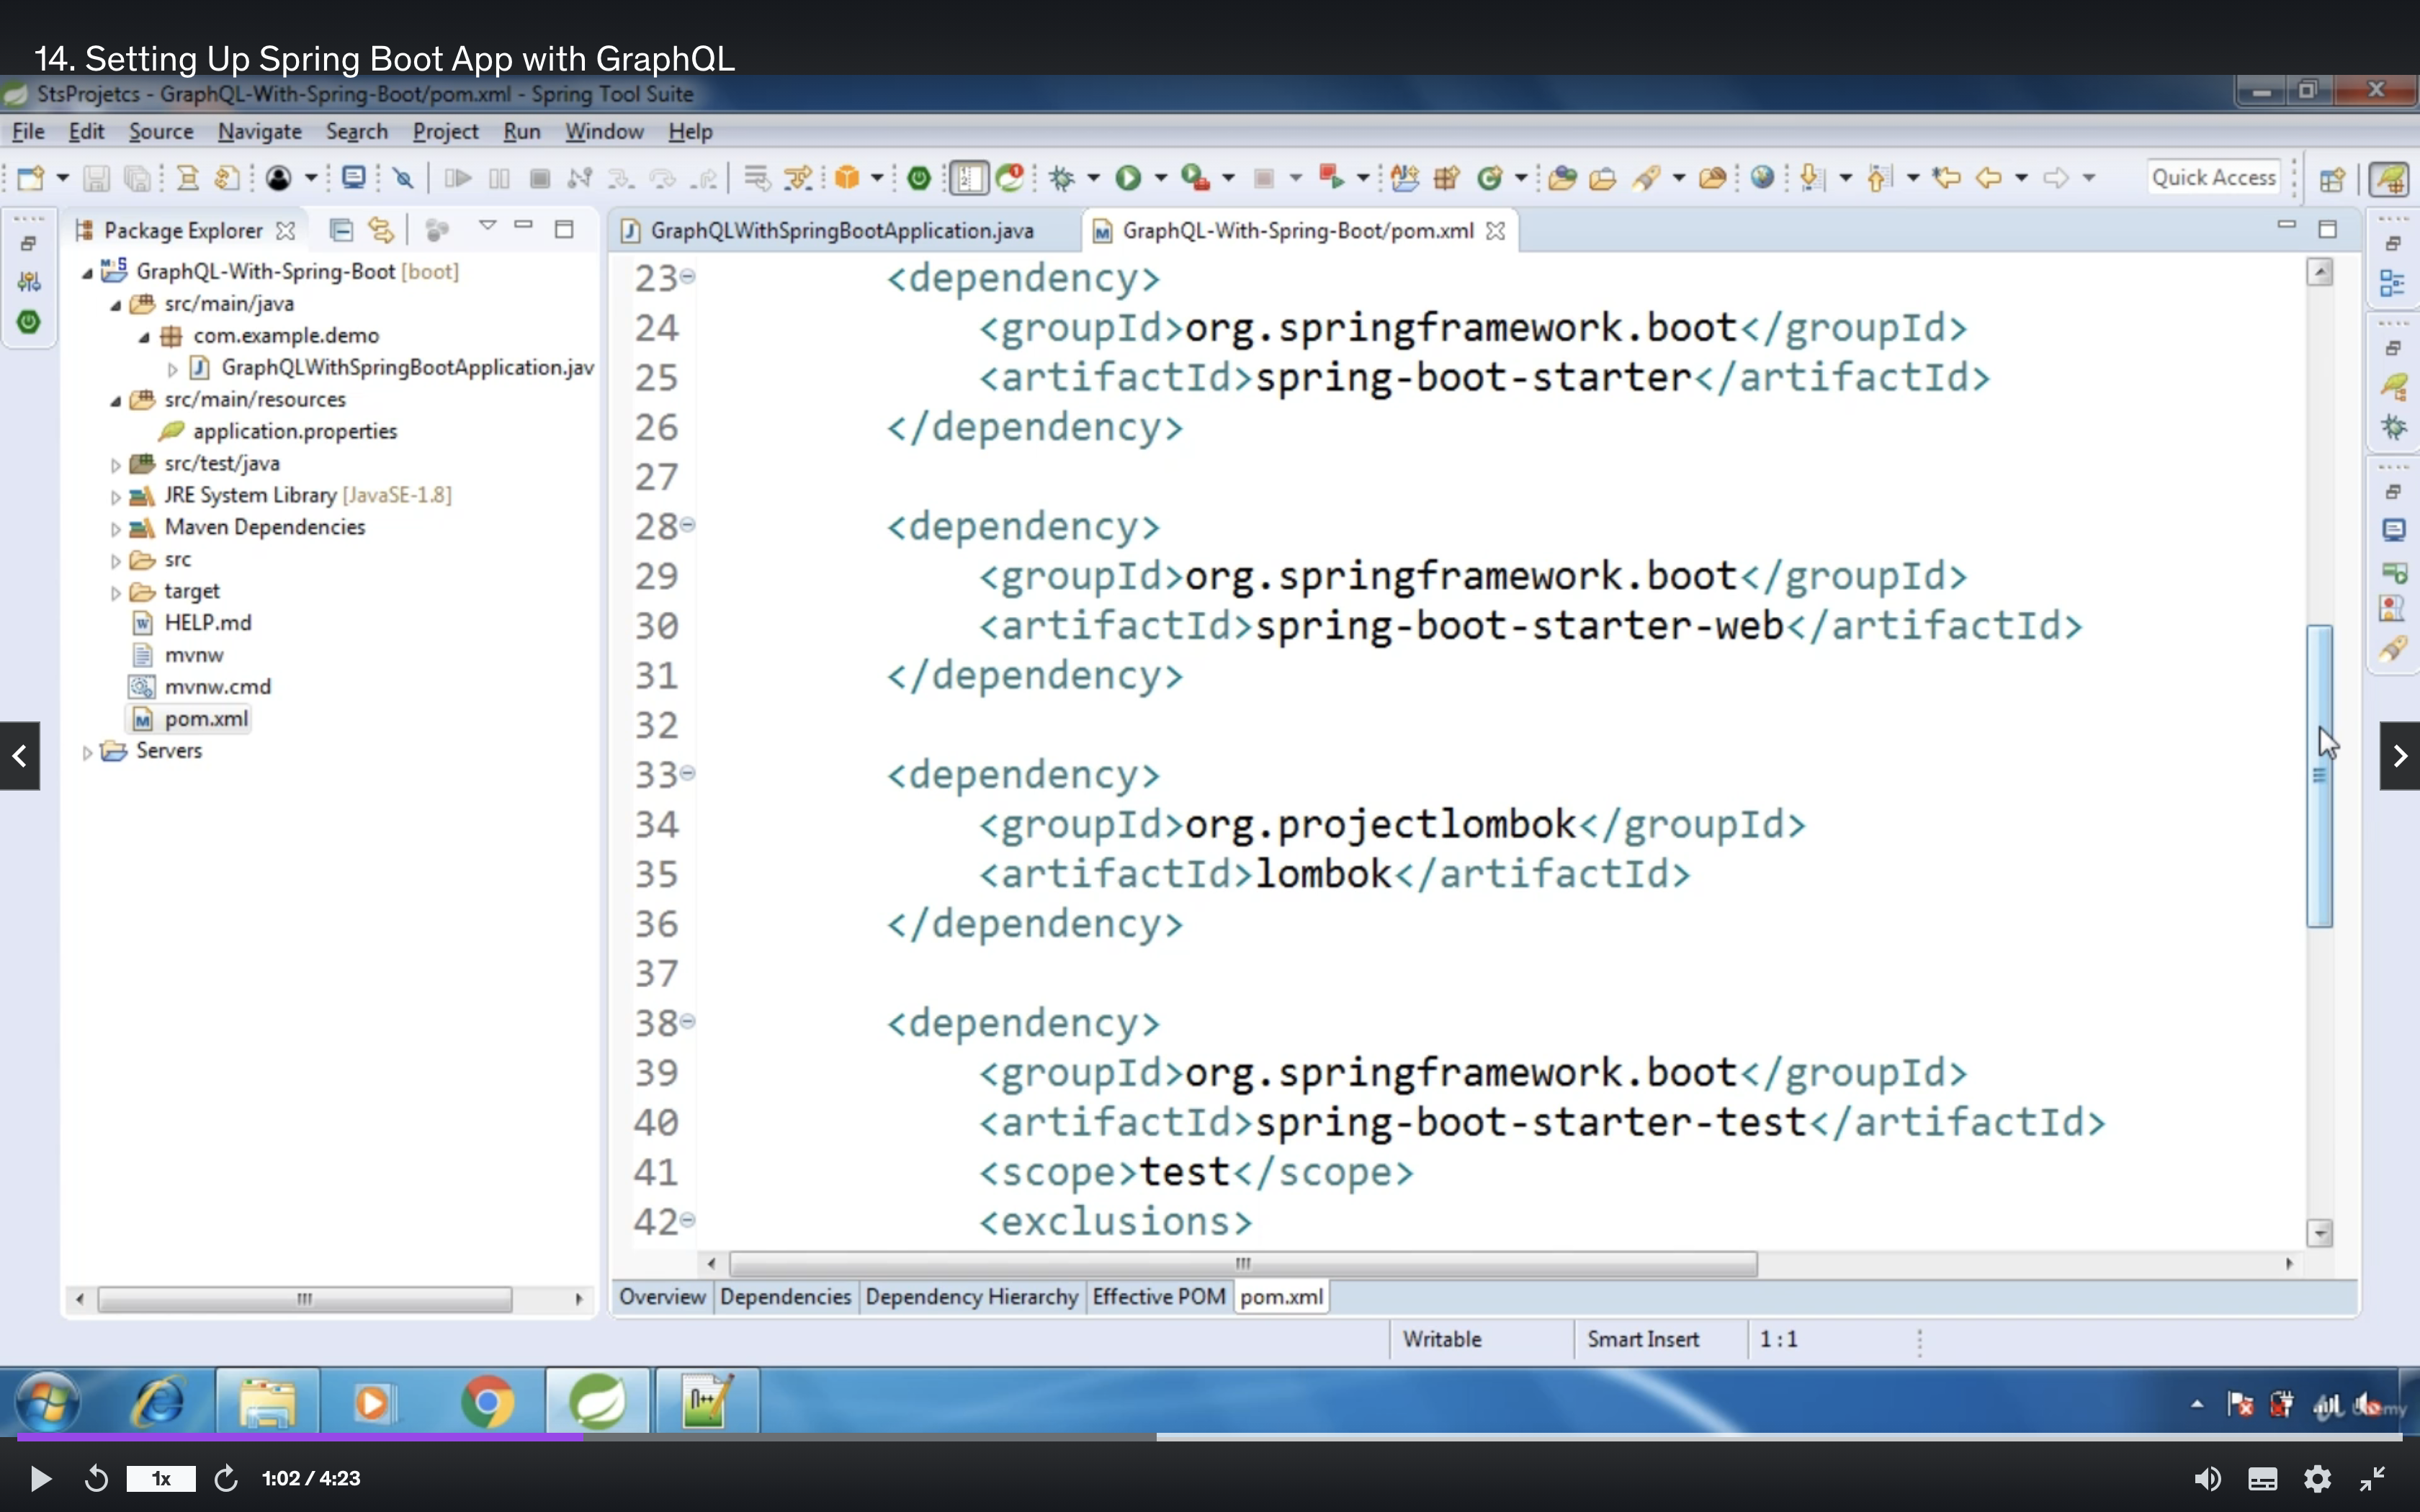 14. Setting Up Spring Boot App with GraphQL
StsProjetcs - GraphQL-With-Spring-Boot/pom.xml - Spring Tool Suite
File Edit Source Navigate Search Project Run Window Help
Quick Access
Package Explorer
GraphQL-With-Spring-Boot [boot]
src/main/java
com.example.demo
GraphQLWithSpringBootApplication.jav
src/main/resources
application.properties
src/test/java
JRE System Library [JavaSE-1.8]
Maven Dependencies
src
target
HELP.md
mvnw
mvnw.cmd
pom.xml
Servers
GraphQLWithSpringBootApplication.java
GraphQL-With-Spring-Boot/pom.xml
23 <dependency>
24 <groupId>org.springframework.boot</groupId>
25 <artifactId>spring-boot-starter</artifactId>
26 </dependency>
27
28 <dependency>
29 <groupId>org.springframework.boot</groupId>
30 <artifactId>spring-boot-starter-web</artifactId>
31 </dependency>
32
33 <dependency>
34 <groupId>org.projectlombok</groupId>
35 <artifactId>lombok</artifactId>
36 </dependency>
37
38 <dependency>
39 <groupId>org.springframework.boot</groupId>
40 <artifactId>spring-boot-starter-test</artifactId>
41 <scope>test</scope>
42 <exclusions>
Overview Dependencies Dependency Hierarchy Effective POM pom.xml
Writable Smart Insert 1 : 1
1x 1:02 / 4:23